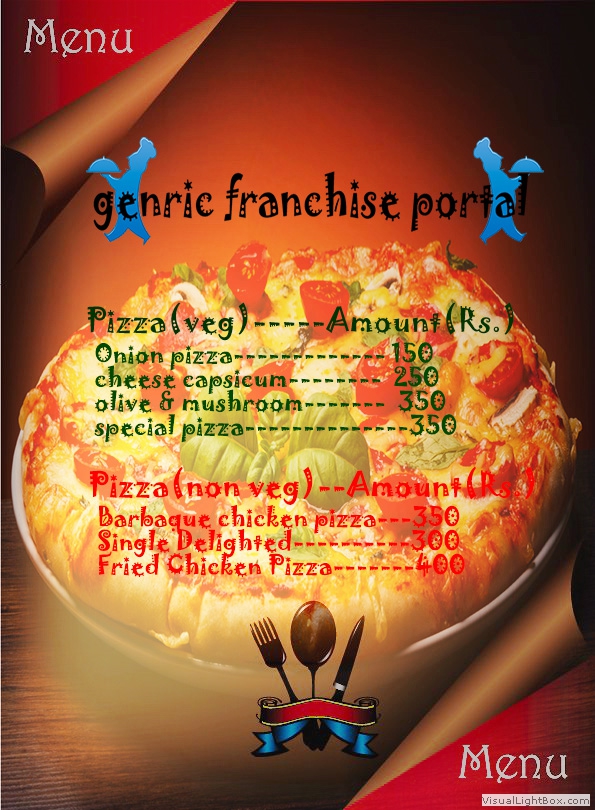 Menu
genric franchise portal
Pizza(veg)-----Amount(Rs.)
Onion pizza------------- 150
cheese capsicum-------- 250
olive & mushroom------- 350
special pizza--------------350
Pizza(non veg)--Amount(Rs.)
Barbaque chicken pizza---350
Single Delighted----------300
Fried Chicken Pizza-------400
Menu
VisualLightBox.com